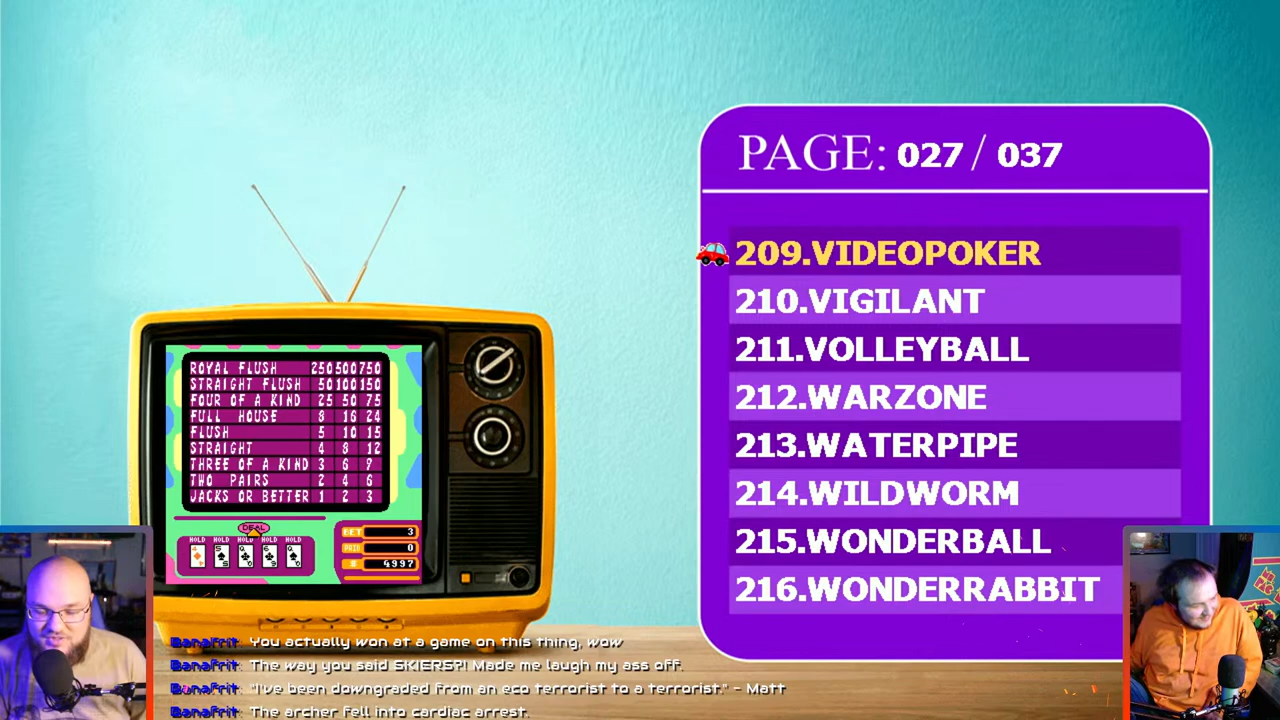 PAGE: 027 / 037
209.VIDEOPOKER
210.VIGILANT
211.VOLLEYBALL
212.WARZONE
213.WATERPIPE
214.WILDWORM
215.WONDERBALL
216.WONDERRABBIT
ROYAL FLUSH 250 500 750
STRAIGHT FLUSH 50 100 150
FOUR OF A KIND 25 50 75
FULL HOUSE 8 16 24
FLUSH 5 10 15
STRAIGHT 4 8 12
THREE OF A KIND 3 6 9
TWO PAIRS 2 4 6
JACKS OR BETTER 1 2 3
DEAL
HOLD HOLD HOLD HOLD HOLD
BET 3
PAID 0
# 4997
BanaFrit: You actually won at a game on this thing, wow
BanaFrit: The way you said SKIERS?! Made me laugh my ass off.
BanaFrit: "I've been downgraded from an eco terrorist to a terrorist." - Matt
BanaFrit: The archer fell into cardiac arrest.